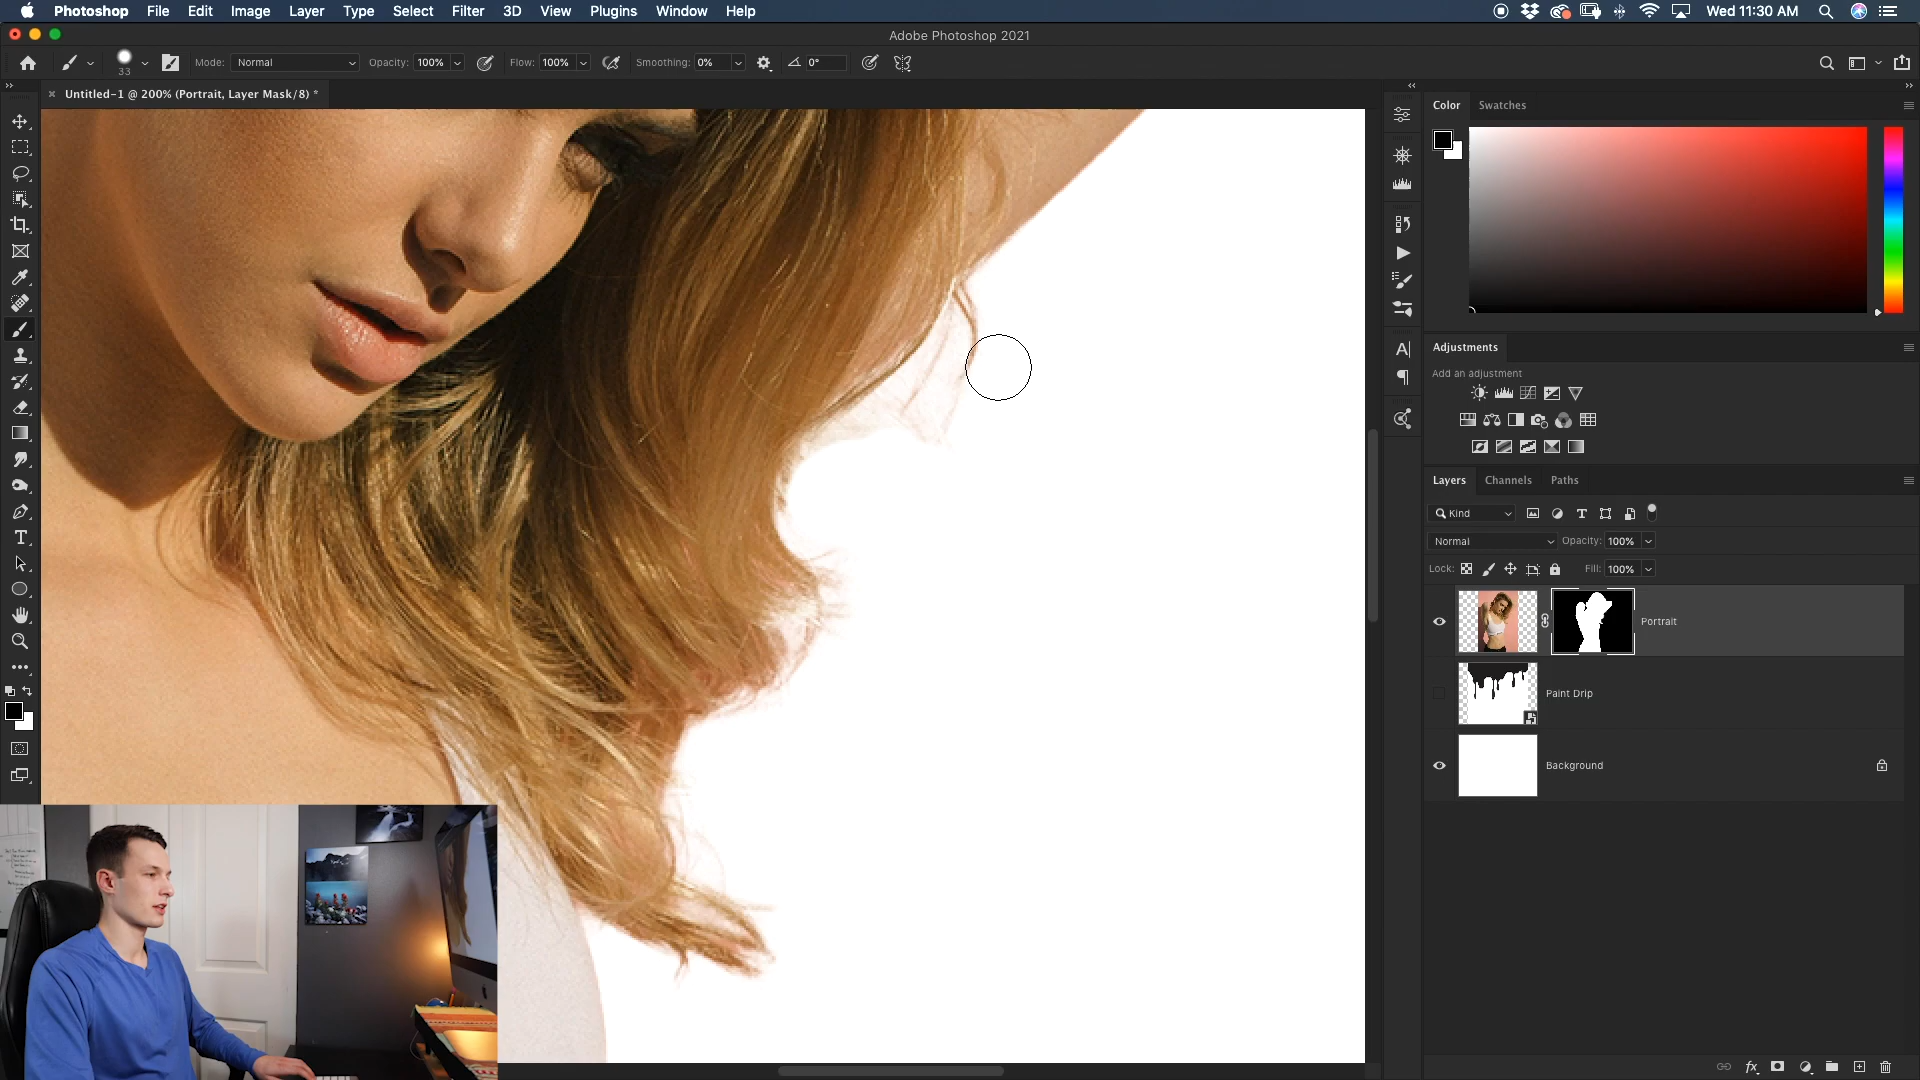 Photoshop File Edit Image Layer Type Select Filter 3D View Plugins Window Help Wed 11:30 AM
Adobe Photoshop 2021
33 Mode: Normal Opacity: 100% Flow: 100% Smoothing: 0% 0°
Untitled-1 @ 200% (Portrait, Layer Mask/8) *
Color Swatches
Adjustments
Add an adjustment
Layers Channels Paths
Kind
Normal Opacity: 100%
Lock: Fill: 100%
Portrait
Paint Drip
Background